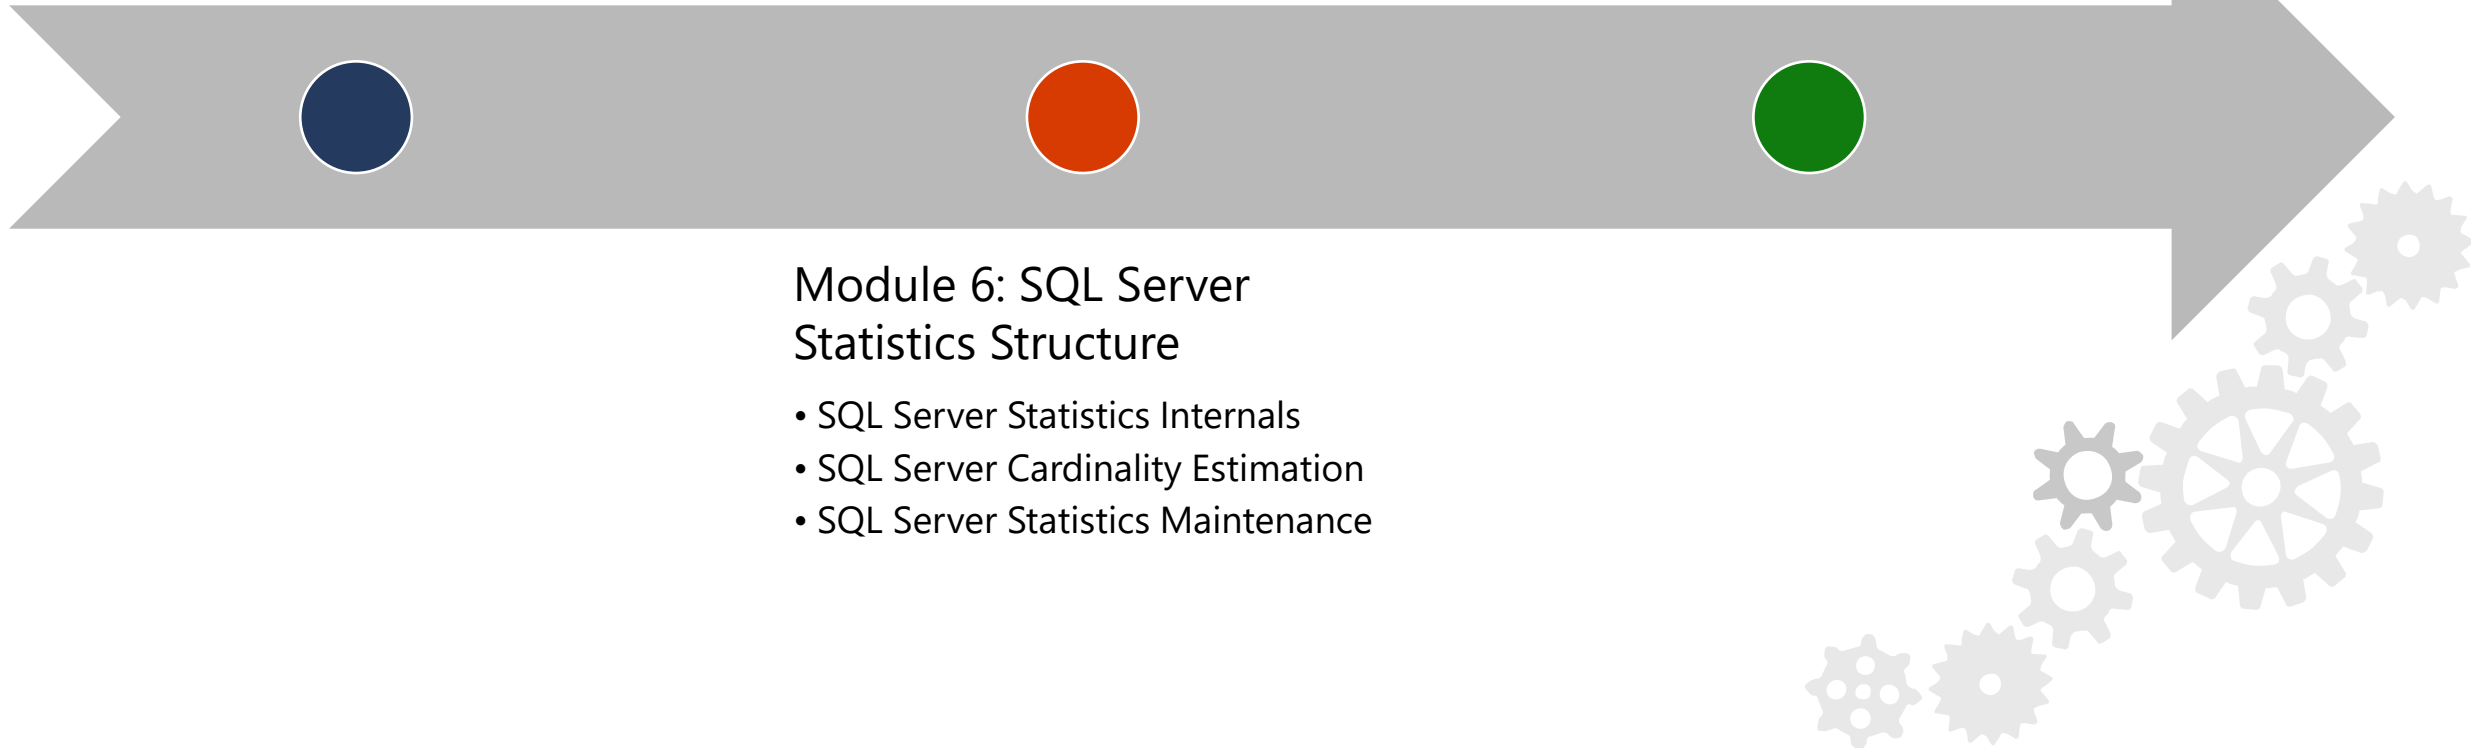 Module 6: SQL Server
Statistics Structure
• SQL Server Statistics Internals
• SQL Server Cardinality Estimation
• SQL Server Statistics Maintenance